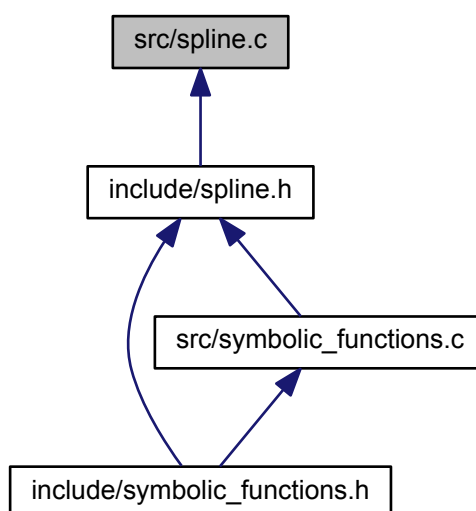 src/spline.c
include/spline.h
src/symbolic_functions.c
include/symbolic_functions.h